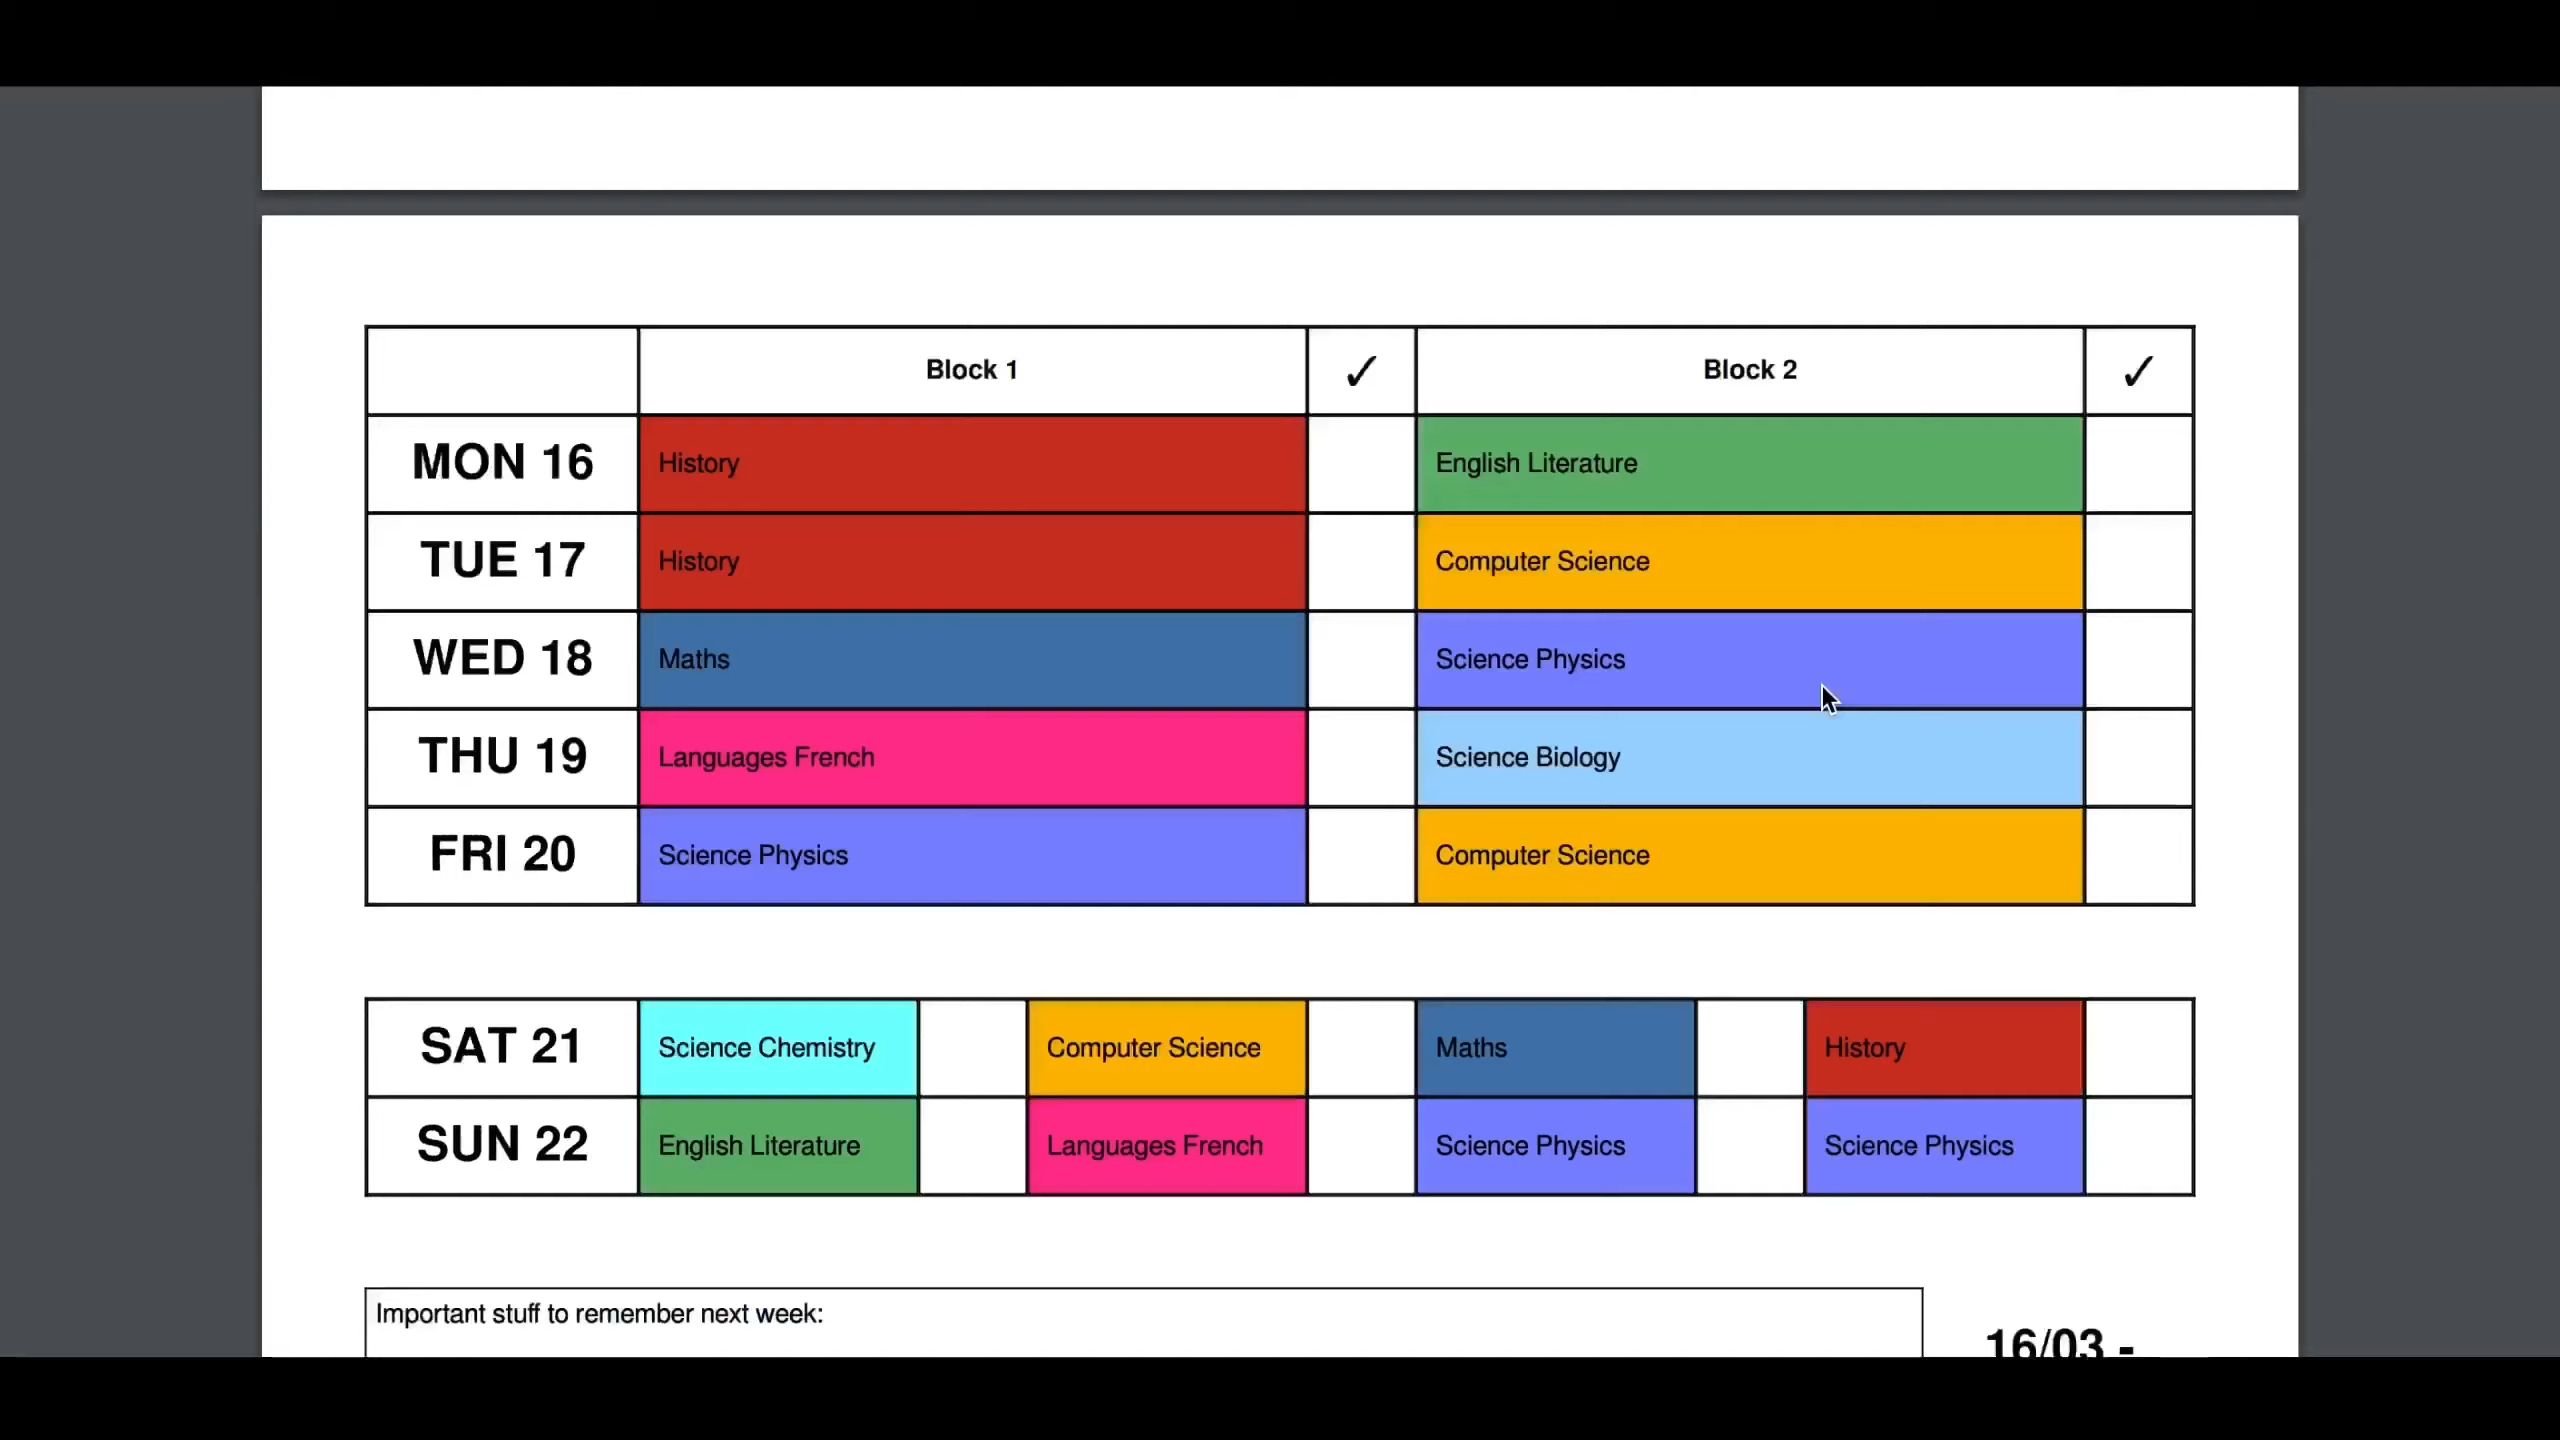 Block 1 ✓ Block 2 ✓
MON 16 History English Literature
TUE 17 History Computer Science
WED 18 Maths Science Physics
THU 19 Languages French Science Biology
FRI 20 Science Physics Computer Science
SAT 21 Science Chemistry Computer Science Maths History
SUN 22 English Literature Languages French Science Physics Science Physics
Important stuff to remember next week:
16/03 -